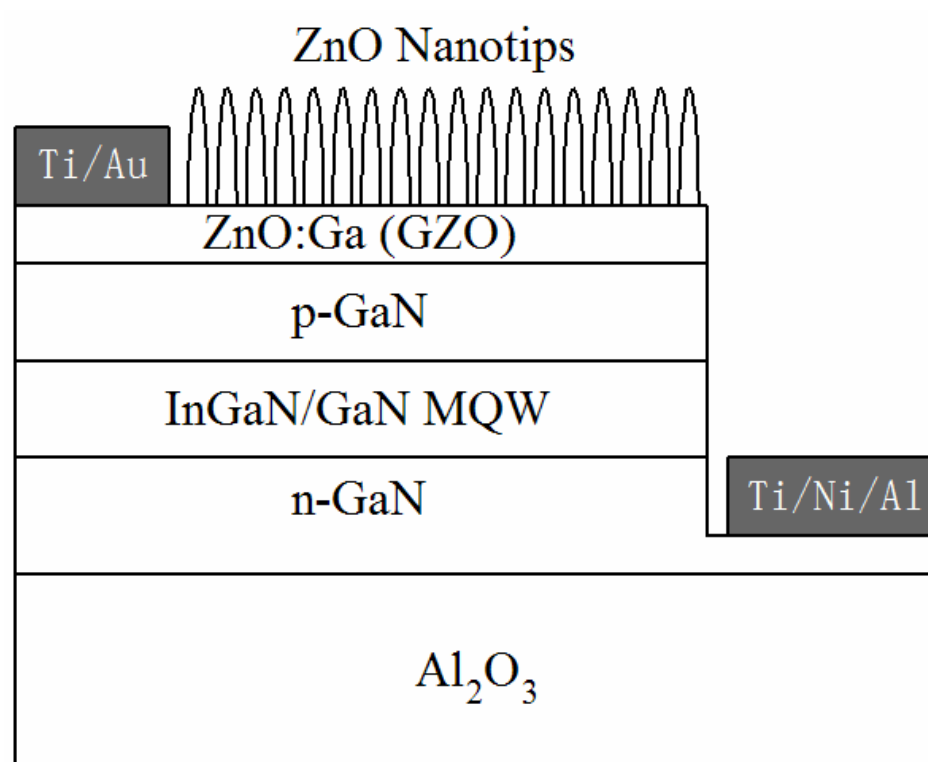 ZnO Nanotips
Ti/Au
ZnO:Ga (GZO)
p-GaN
InGaN/GaN MQW
n-GaN
Ti/Ni/Al
Al₂O₃